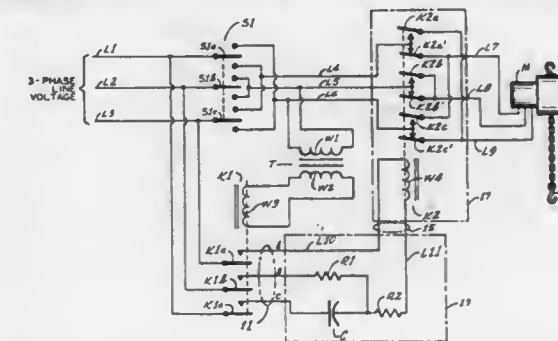 S1
K2a
L1
S1a
K2a'
L7
M
3-PHASE LINE VOLTAGE
L2
S1b
L4
L5
L6
K2b
K2b'
L8
L3
S1c
K2c
K2c'
L9
W1
T
W2
K1
W3
W4
17
K2
15
K1a
a
L10
L11
K1b
b
R1
K1c
c
11
C
R2
19